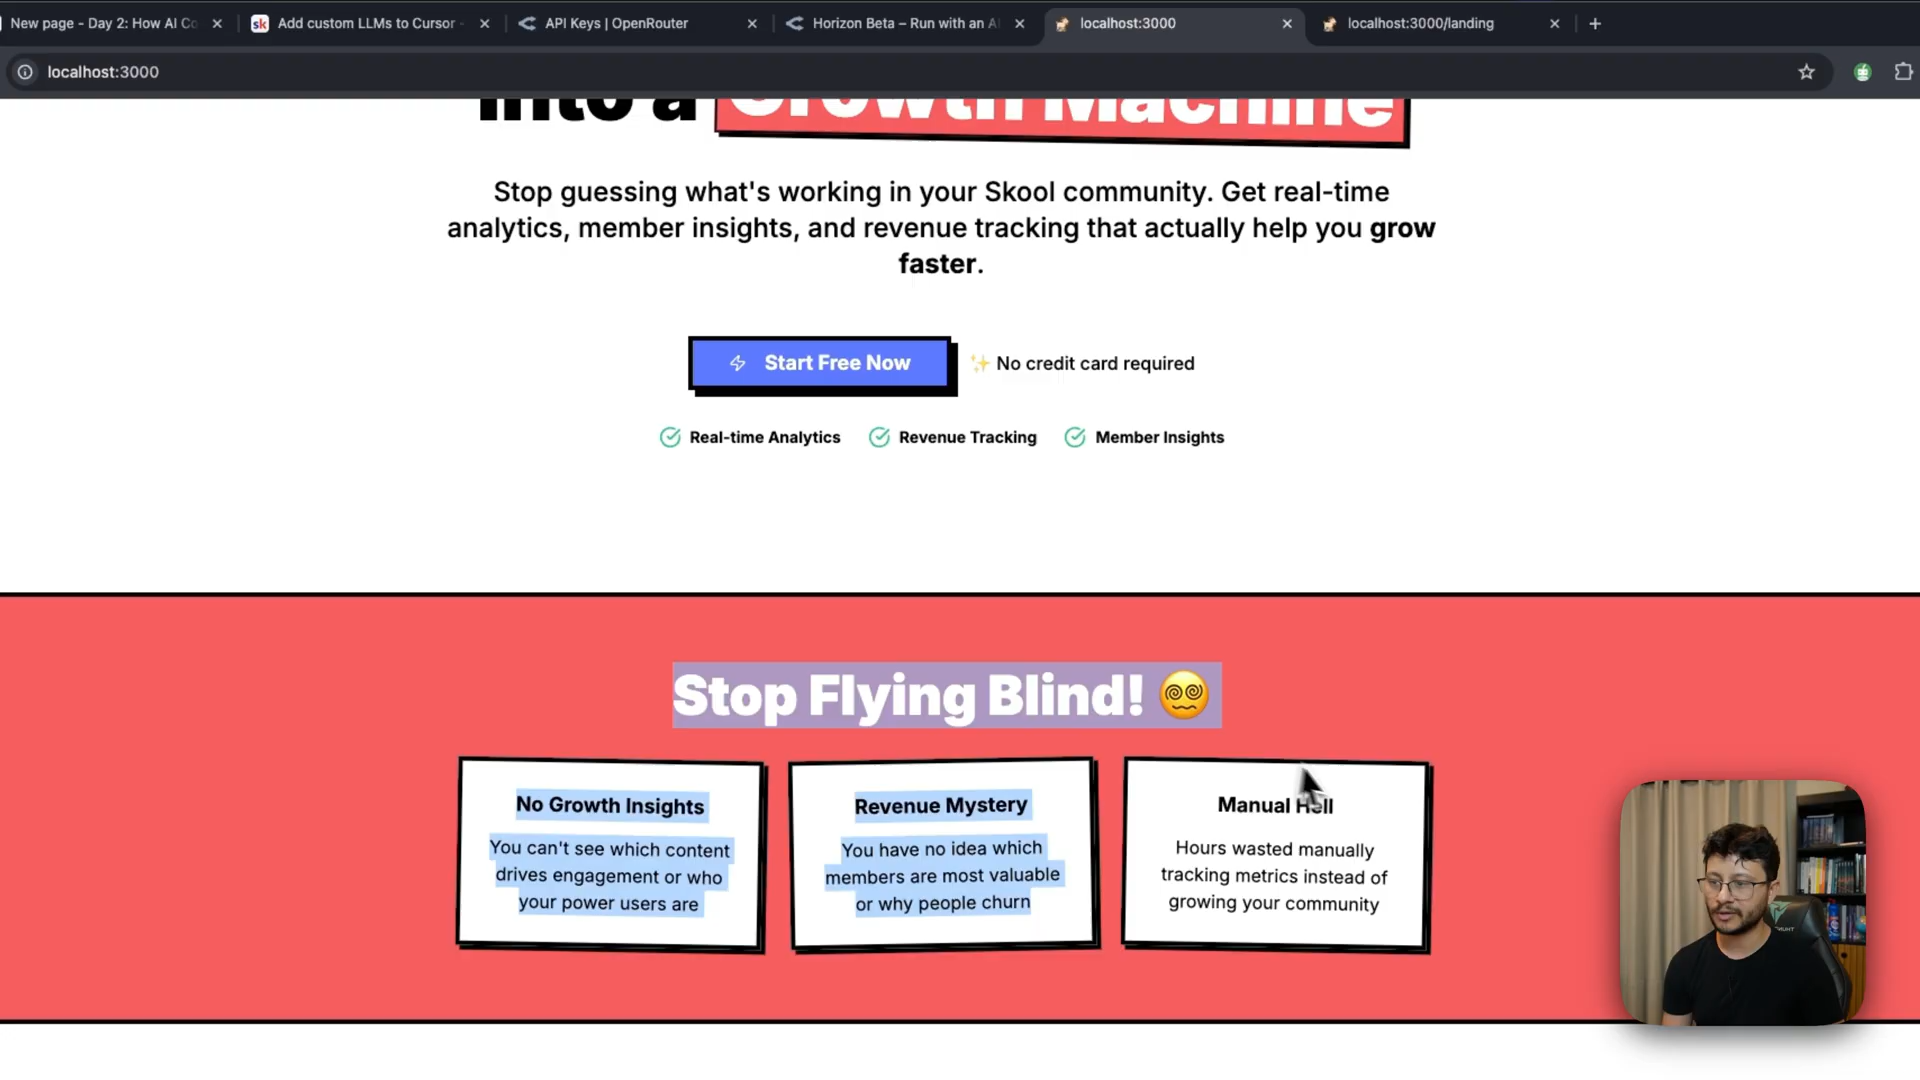 New page - Day 2: How AI Co
sk Add custom LLMs to Cursor -
API Keys | OpenRouter
Horizon Beta – Run with an A
localhost:3000
localhost:3000/landing
localhost:3000
into a Growth Machine
Stop guessing what's working in your Skool community. Get real-time
analytics, member insights, and revenue tracking that actually help you grow
faster.
Start Free Now
✨ No credit card required
Real-time Analytics
Revenue Tracking
Member Insights
Stop Flying Blind! 😵‍💫
No Growth Insights
You can't see which content
drives engagement or who
your power users are
Revenue Mystery
You have no idea which
members are most valuable
or why people churn
Manual Hell
Hours wasted manually
tracking metrics instead of
growing your community